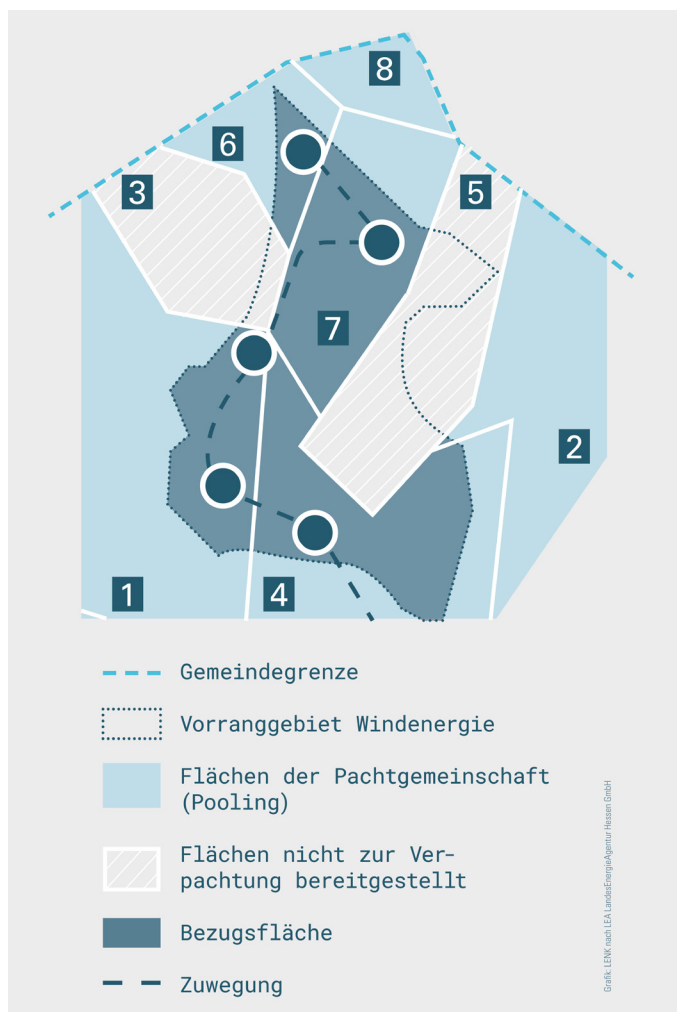 8
6
3
5
7
2
1
4
Gemeindegrenze
Vorranggebiet Windenergie
Flächen der Pachtgemeinschaft
(Pooling)
Flächen nicht zur Ver-
pachtung bereitgestellt
Bezugsfläche
Zuwegung
Grafik: LENK nach LEA LandesEnergieAgentur Hessen GmbH